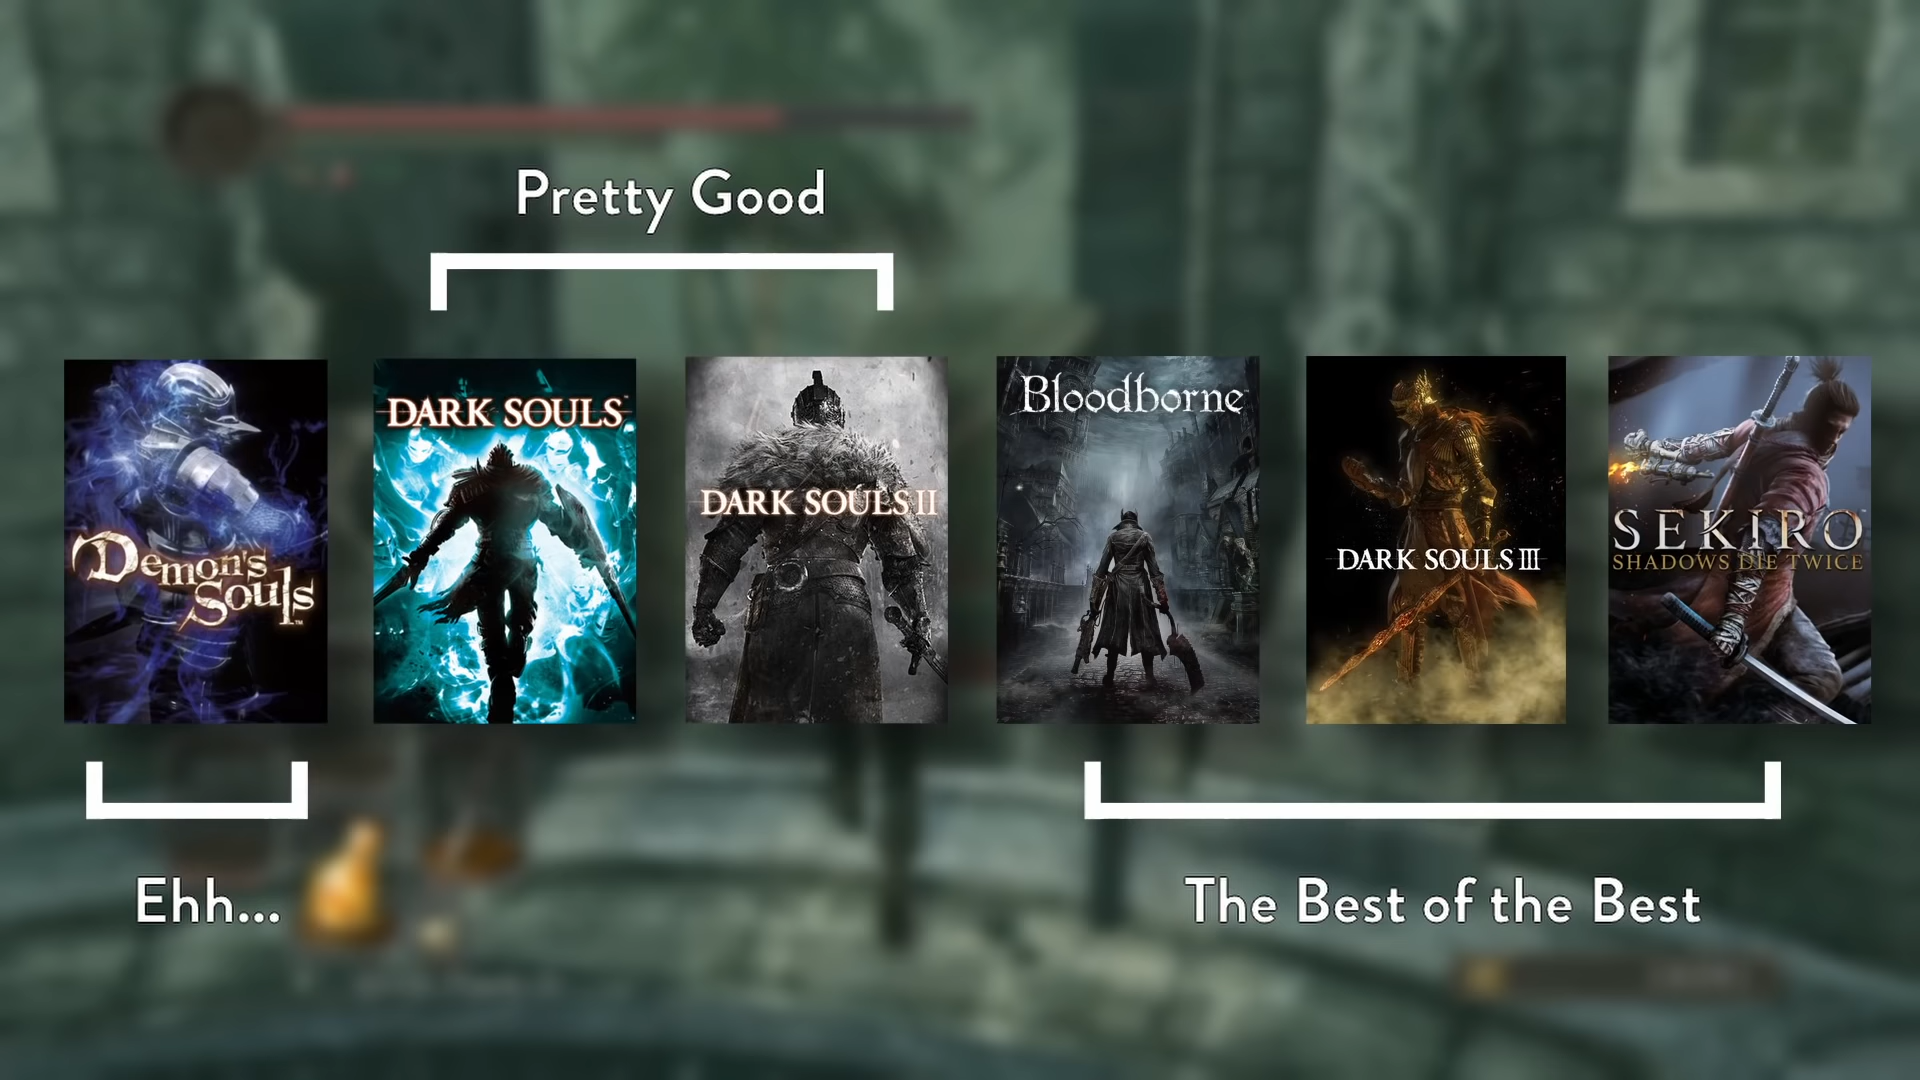 Pretty Good
Demon's
Souls™
DARK SOULS
DARK SOULS II
Bloodborne
DARK SOULS III
SEKIRO
SHADOWS DIE TWICE
Ehh...
The Best of the Best